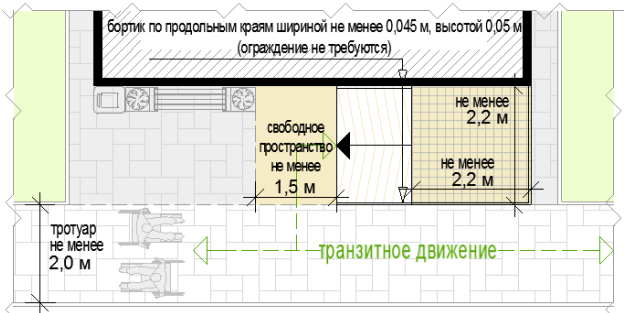 бортик по продольным краям шириной не менее 0,045 м, высотой 0,05 м
(ограждение не требуются)
не менее
2,2 м
свободное
пространство
не менее
1,5 м
не менее
2,2 м
тротуар
не менее
2,0 м
транзитное движение